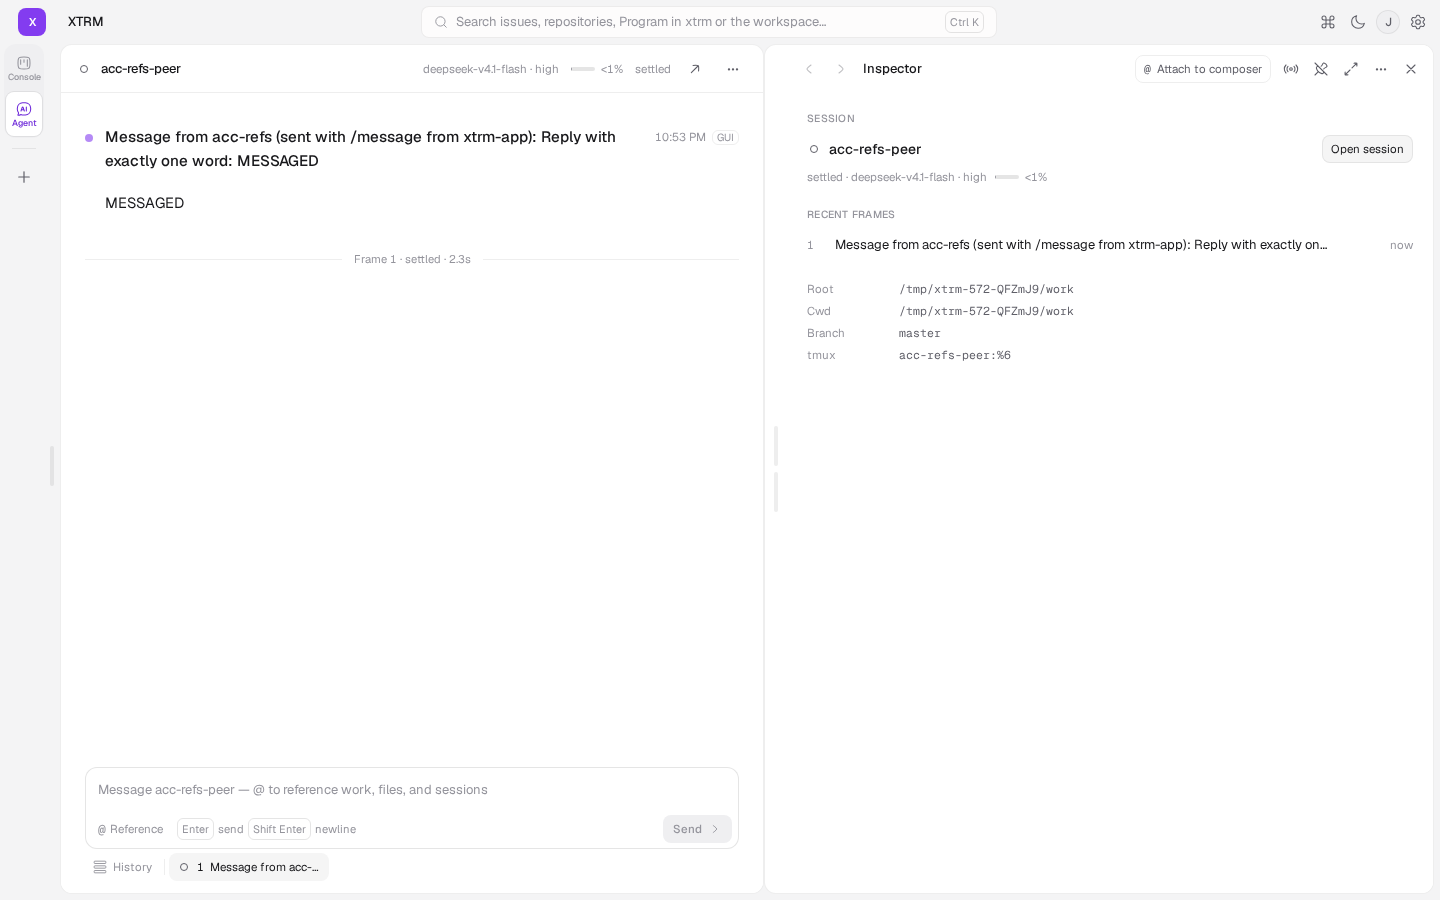 X
XTRM
Search issues, repositories, Program in xtrm or the workspace…
Ctrl K
J
Console
AI
Agent
acc-refs-peer
deepseek-v4.1-flash · high
<1%
settled
Message from acc-refs (sent with /message from xtrm-app): Reply with
exactly one word: MESSAGED
10:53 PM
GUI
MESSAGED
Frame 1 · settled · 2.3s
Message acc-refs-peer — @ to reference work, files, and sessions
@ Reference
Enter send Shift Enter newline
Send
History
1 Message from acc-…
Inspector
@ Attach to composer
SESSION
acc-refs-peer
Open session
settled · deepseek-v4.1-flash · high <1%
RECENT FRAMES
1 Message from acc-refs (sent with /message from xtrm-app): Reply with exactly on… now
Root /tmp/xtrm-572-QFZmJ9/work
Cwd /tmp/xtrm-572-QFZmJ9/work
Branch master
tmux acc-refs-peer:%6